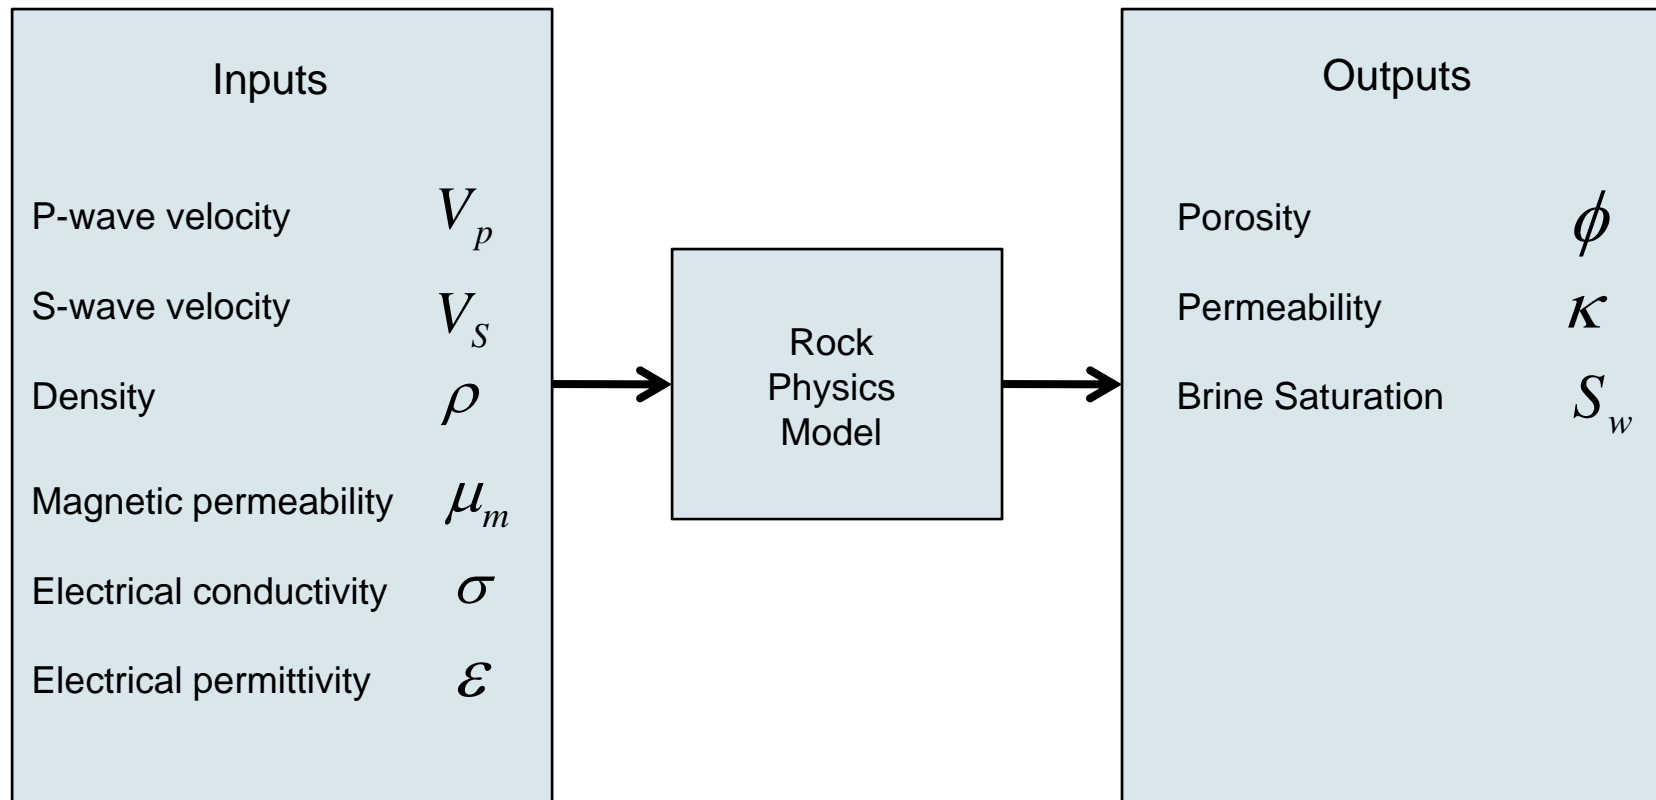 Inputs
P-wave velocity V_p
S-wave velocity V_S
Density ρ
Magnetic permeability μ_m
Electrical conductivity σ
Electrical permittivity ε
Rock
Physics
Model
Outputs
Porosity ϕ
Permeability κ
Brine Saturation S_w